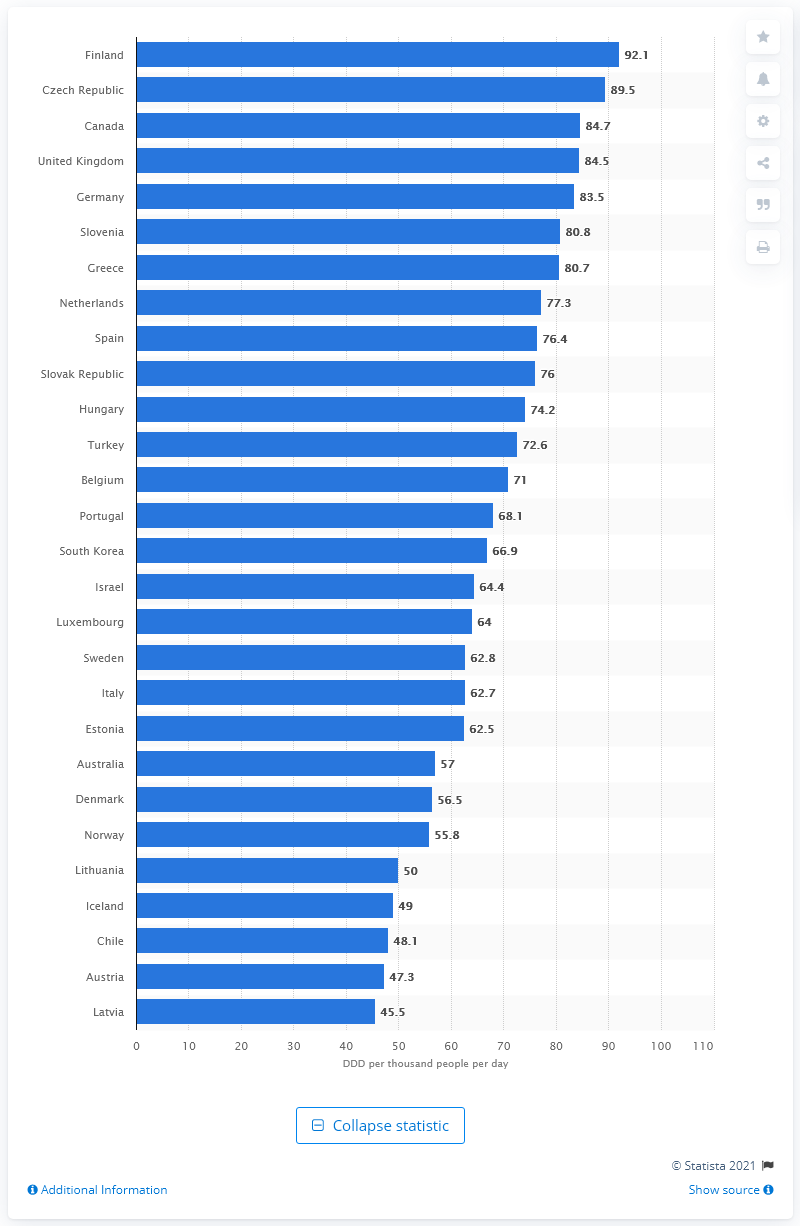 Finland 92.1
Czech Republic 89.5
Canada 84.7
United Kingdom 84.5
Germany 83.5
Slovenia 80.8
Greece 80.7
Netherlands 77.3
Spain 76.4
Slovak Republic 76
Hungary 74.2
Turkey 72.6
Belgium 71
Portugal 68.1
South Korea 66.9
Israel 64.4
Luxembourg 64
Sweden 62.8
Italy 62.7
Estonia 62.5
Australia 57
Denmark 56.5
Norway 55.8
Lithuania 50
Iceland 49
Chile 48.1
Austria 47.3
Latvia 45.5
0 10 20 30 40 50 60 70 80 90 100 110
DDD per thousand people per day
Collapse statistic
© Statista 2021
Additional Information Show source